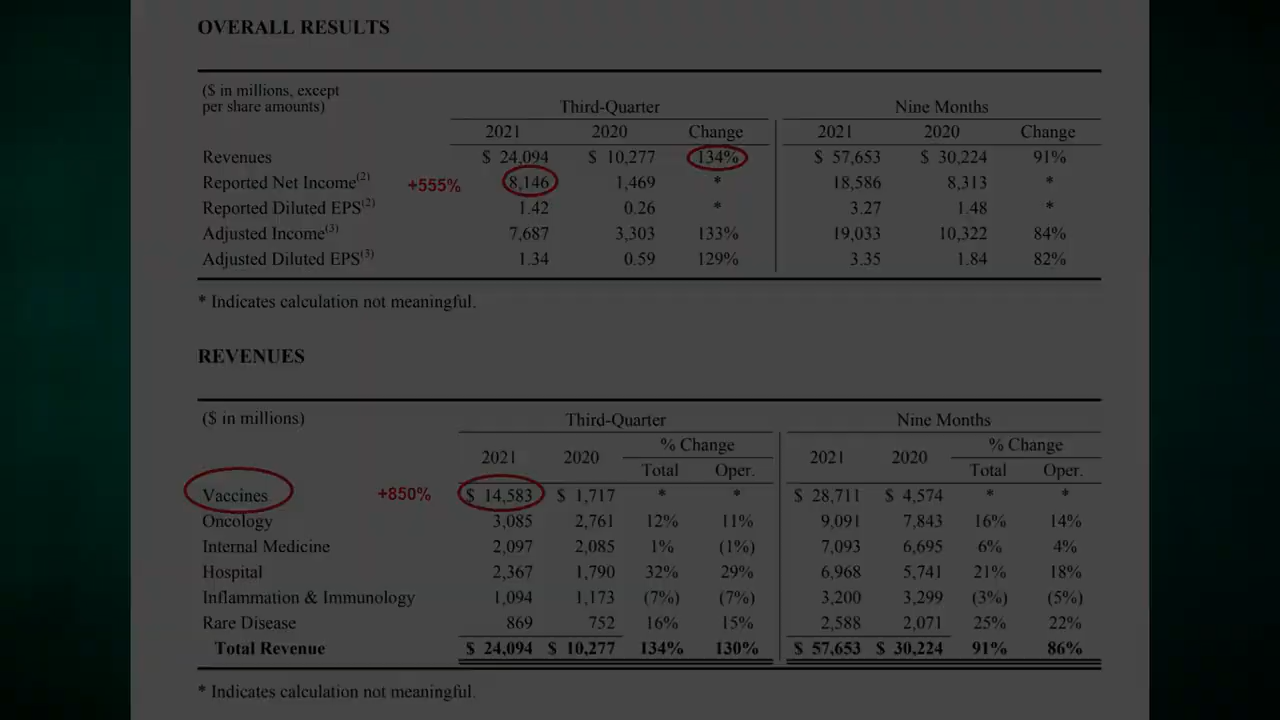 OVERALL RESULTS
($ in millions, except
per share amounts) Third-Quarter Nine Months
2021 2020 Change 2021 2020 Change
Revenues $ 24,094 $ 10,277 134% $ 57,653 $ 30,224 91%
Reported Net Income(2) +555% 8,146 1,469 * 18,586 8,313 *
Reported Diluted EPS(2) 1.42 0.26 * 3.27 1.48 *
Adjusted Income(3) 7,687 3,303 133% 19,033 10,322 84%
Adjusted Diluted EPS(3) 1.34 0.59 129% 3.35 1.84 82%
* Indicates calculation not meaningful.
REVENUES
($ in millions) Third-Quarter Nine Months
% Change % Change
2021 2020 2021 2020
Total Oper. Total Oper.
Vaccines +850% $ 14,583 $ 1,717 * * $ 28,711 $ 4,574 * *
Oncology 3,085 2,761 12% 11% 9,091 7,843 16% 14%
Internal Medicine 2,097 2,085 1% (1%) 7,093 6,695 6% 4%
Hospital 2,367 1,790 32% 29% 6,968 5,741 21% 18%
Inflammation & Immunology 1,094 1,173 (7%) (7%) 3,200 3,299 (3%) (5%)
Rare Disease 869 752 16% 15% 2,588 2,071 25% 22%
Total Revenue $ 24,094 $ 10,277 134% 130% $ 57,653 $ 30,224 91% 86%
* Indicates calculation not meaningful.